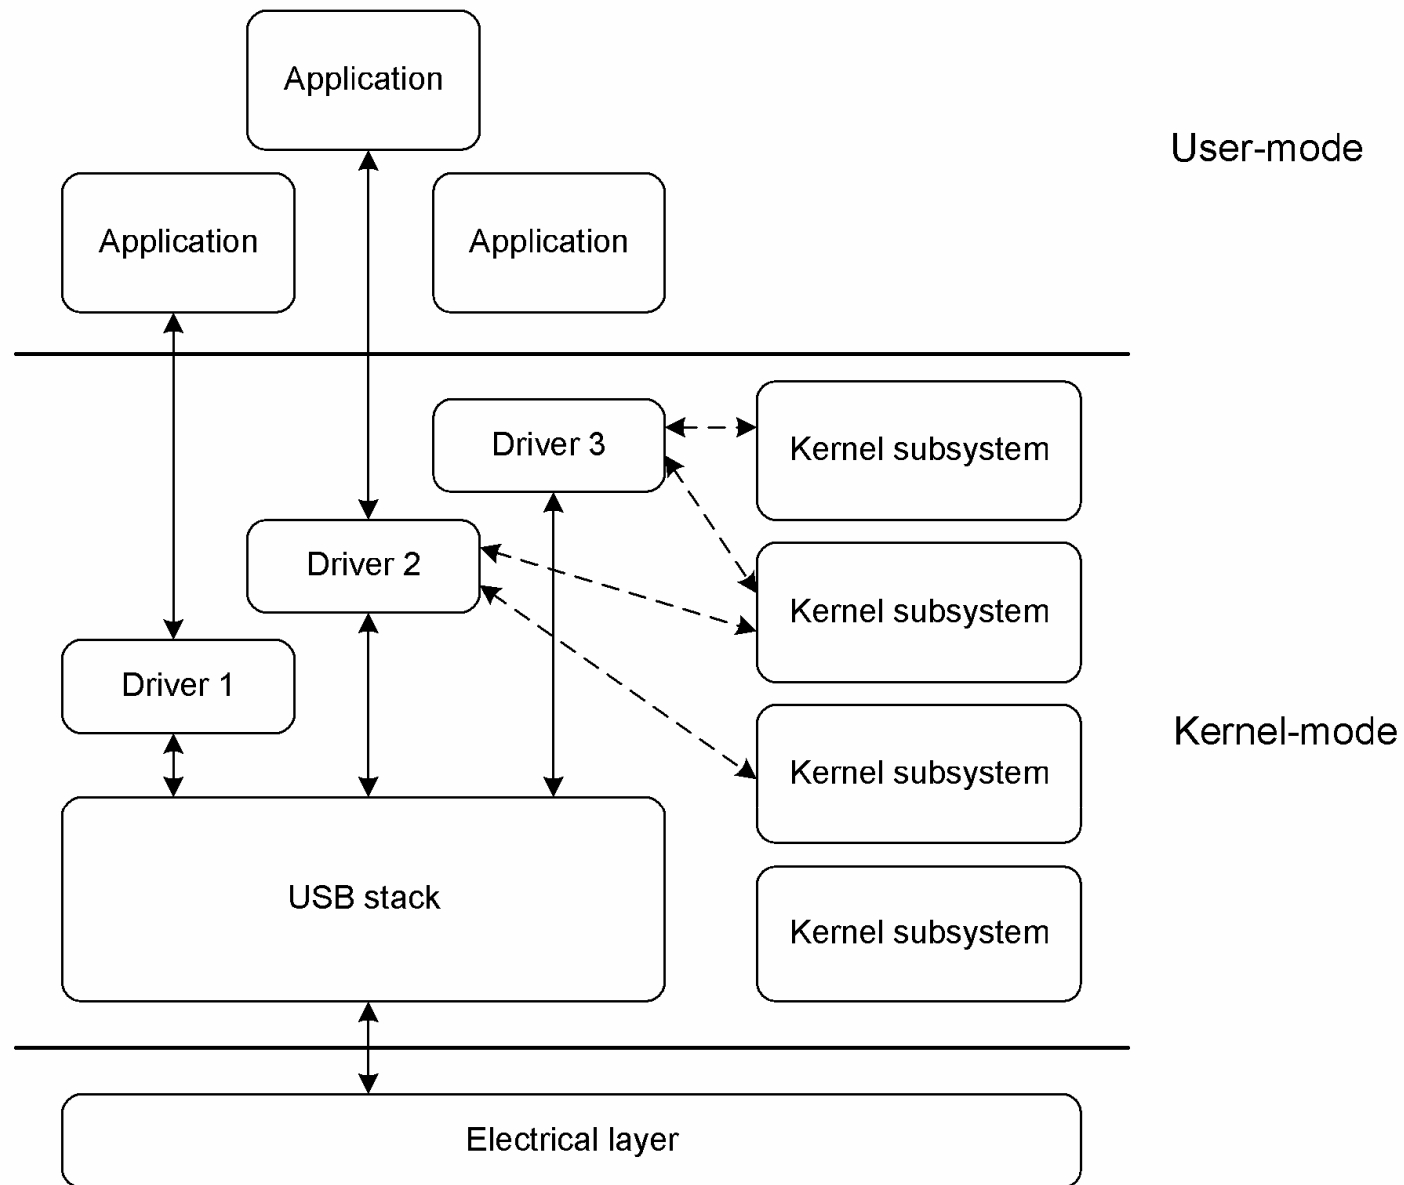 Application
User-mode
Application
Application
Driver 3
Kernel subsystem
Driver 2
Kernel subsystem
Driver 1
Kernel-mode
Kernel subsystem
USB stack
Kernel subsystem
Electrical layer